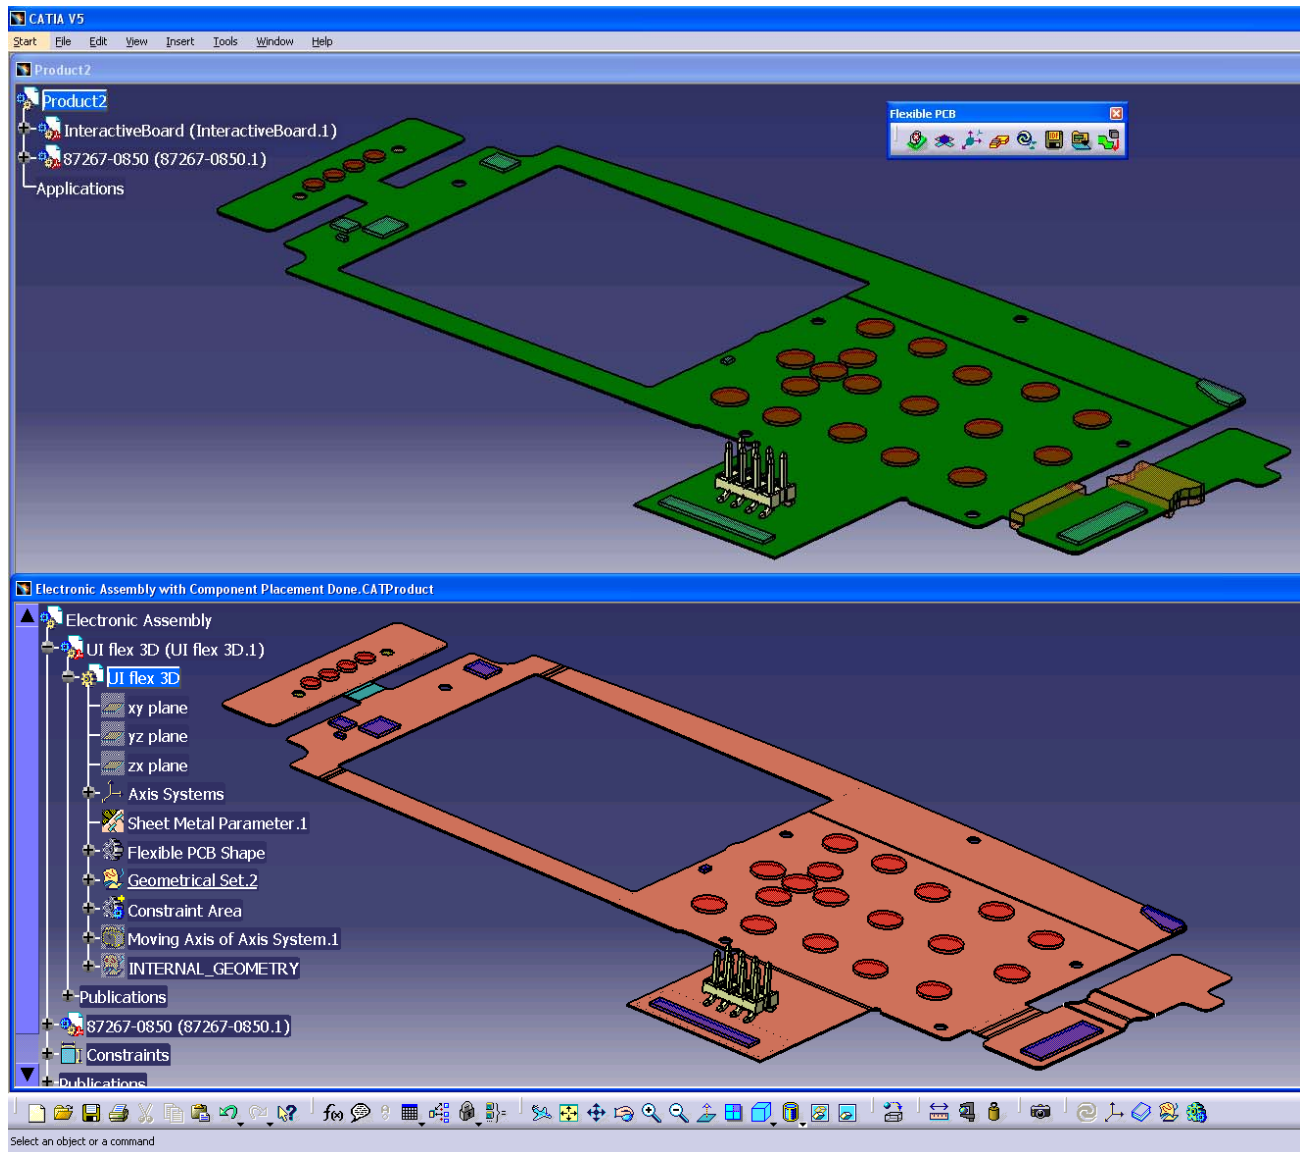 CATIA V5
Start File Edit View Insert Tools Window Help
Product2
Product2
InteractiveBoard (InteractiveBoard.1)
87267-0850 (87267-0850.1)
Applications
Flexible PCB
Electronic Assembly with Component Placement Done.CATProduct
Electronic Assembly
UI flex 3D (UI flex 3D.1)
UI flex 3D
xy plane
yz plane
zx plane
Axis Systems
Sheet Metal Parameter.1
Flexible PCB Shape
Geometrical Set.2
Constraint Area
Moving Axis of Axis System.1
INTERNAL_GEOMETRY
Publications
87267-0850 (87267-0850.1)
Constraints
Publications
f(x)
Select an object or a command